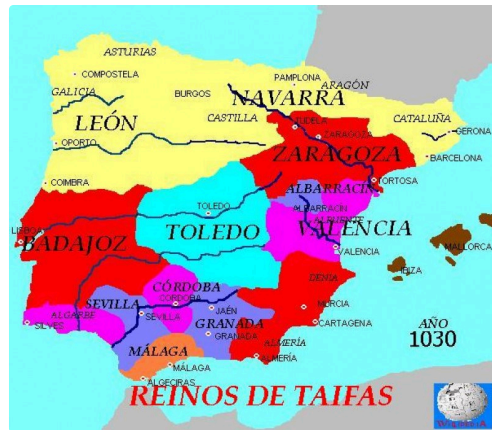 ASTURIAS
COMPOSTELA
PAMPLONA
ARAGÓN
GALICIA
BURGOS
NAVARRA
LEÓN
CASTILLA
CATALUÑA
TUDELA
GERONA
OPORTO
ZARAGOZA
ZARAGOZA
BARCELONA
COIMBRA
ALBARRACÍN
TORTOSA
TOLEDO
ALBARRACÍN
ALPUENTE
LISBOA
BADAJOZ
TOLEDO
VALENCIA
VALENCIA
MALLORCA
IBIZA
CÓRDOBA
DENIA
SEVILLA
CÓRDOBA
ALGARBE
SILVES
SEVILLA
JAÉN
MURCIA
GRANADA
CARTAGENA
GRANADA
AÑO
1030
MÁLAGA
ALMERÍA
ALMERÍA
MÁLAGA
ALGECIRAS
REINOS DE TAIFAS
WIKIPEDIA